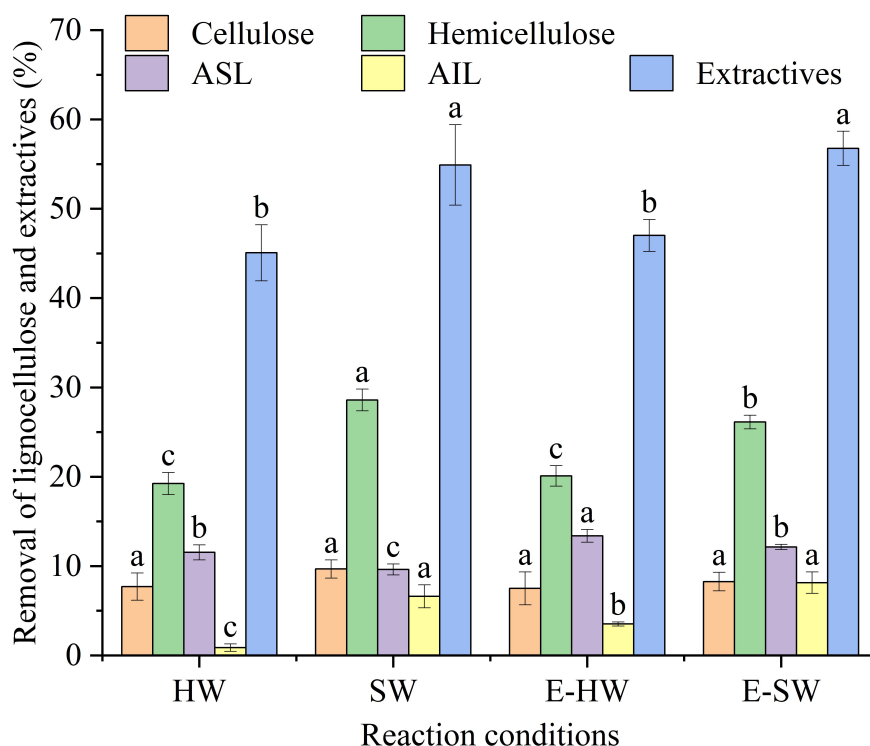 Removal of lignocellulose and extractives (%)
70
60
50
40
30
20
10
0
Cellulose Hemicellulose
ASL AIL Extractives
a c b c b
a a c a a
a c a b b
a b b a a
HW SW E-HW E-SW
Reaction conditions